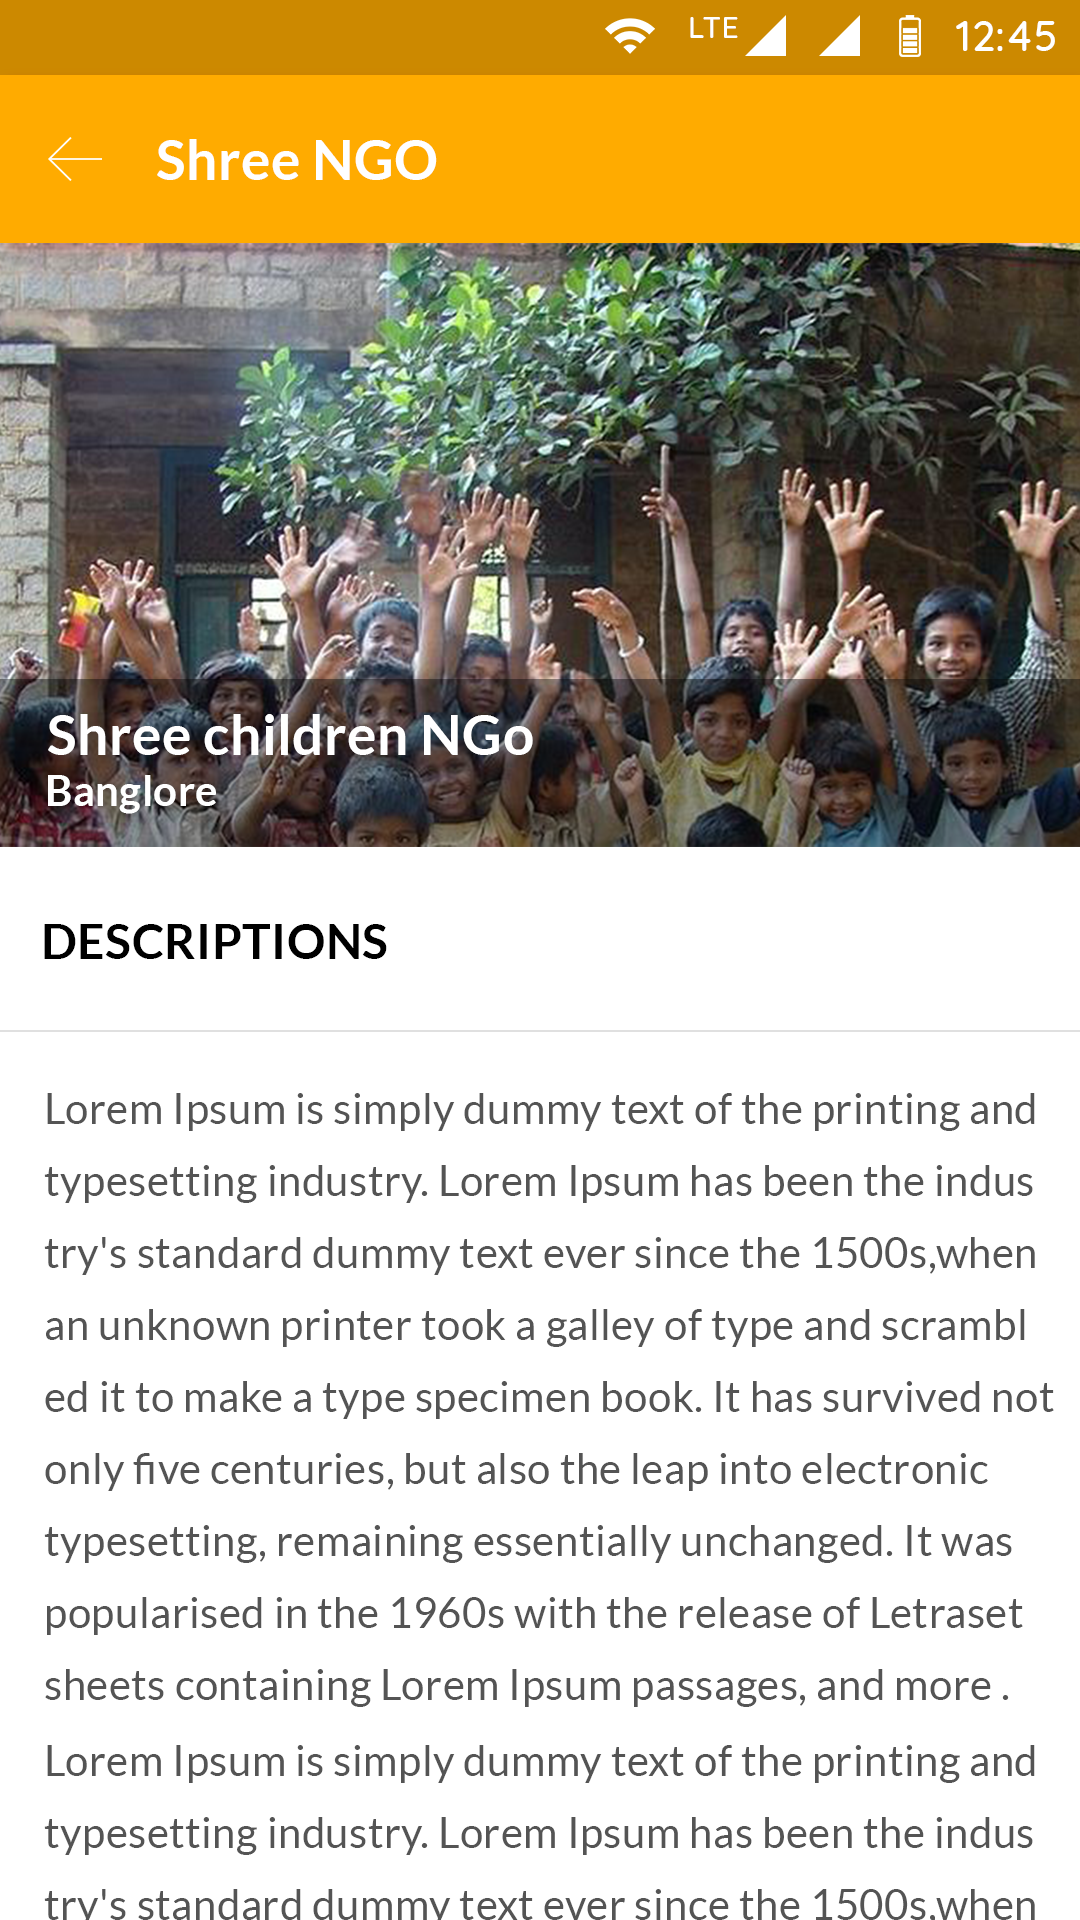 LTE 12:45
Shree NGO
Shree children NGo
Banglore
DESCRIPTIONS
Lorem Ipsum is simply dummy text of the printing and
typesetting industry. Lorem Ipsum has been the indus
try's standard dummy text ever since the 1500s,when
an unknown printer took a galley of type and scrambl
ed it to make a type specimen book. It has survived not
only five centuries, but also the leap into electronic
typesetting, remaining essentially unchanged. It was
popularised in the 1960s with the release of Letraset
sheets containing Lorem Ipsum passages, and more .
Lorem Ipsum is simply dummy text of the printing and
typesetting industry. Lorem Ipsum has been the indus
try's standard dummy text ever since the 1500s,when